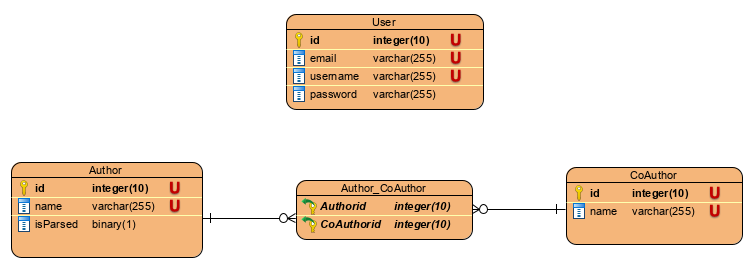 User
id integer(10) U
email varchar(255) U
username varchar(255) U
password varchar(255)
Author
id integer(10) U
name varchar(255) U
isParsed binary(1)
Author_CoAuthor
Authorid integer(10)
CoAuthorid integer(10)
CoAuthor
id integer(10) U
name varchar(255) U